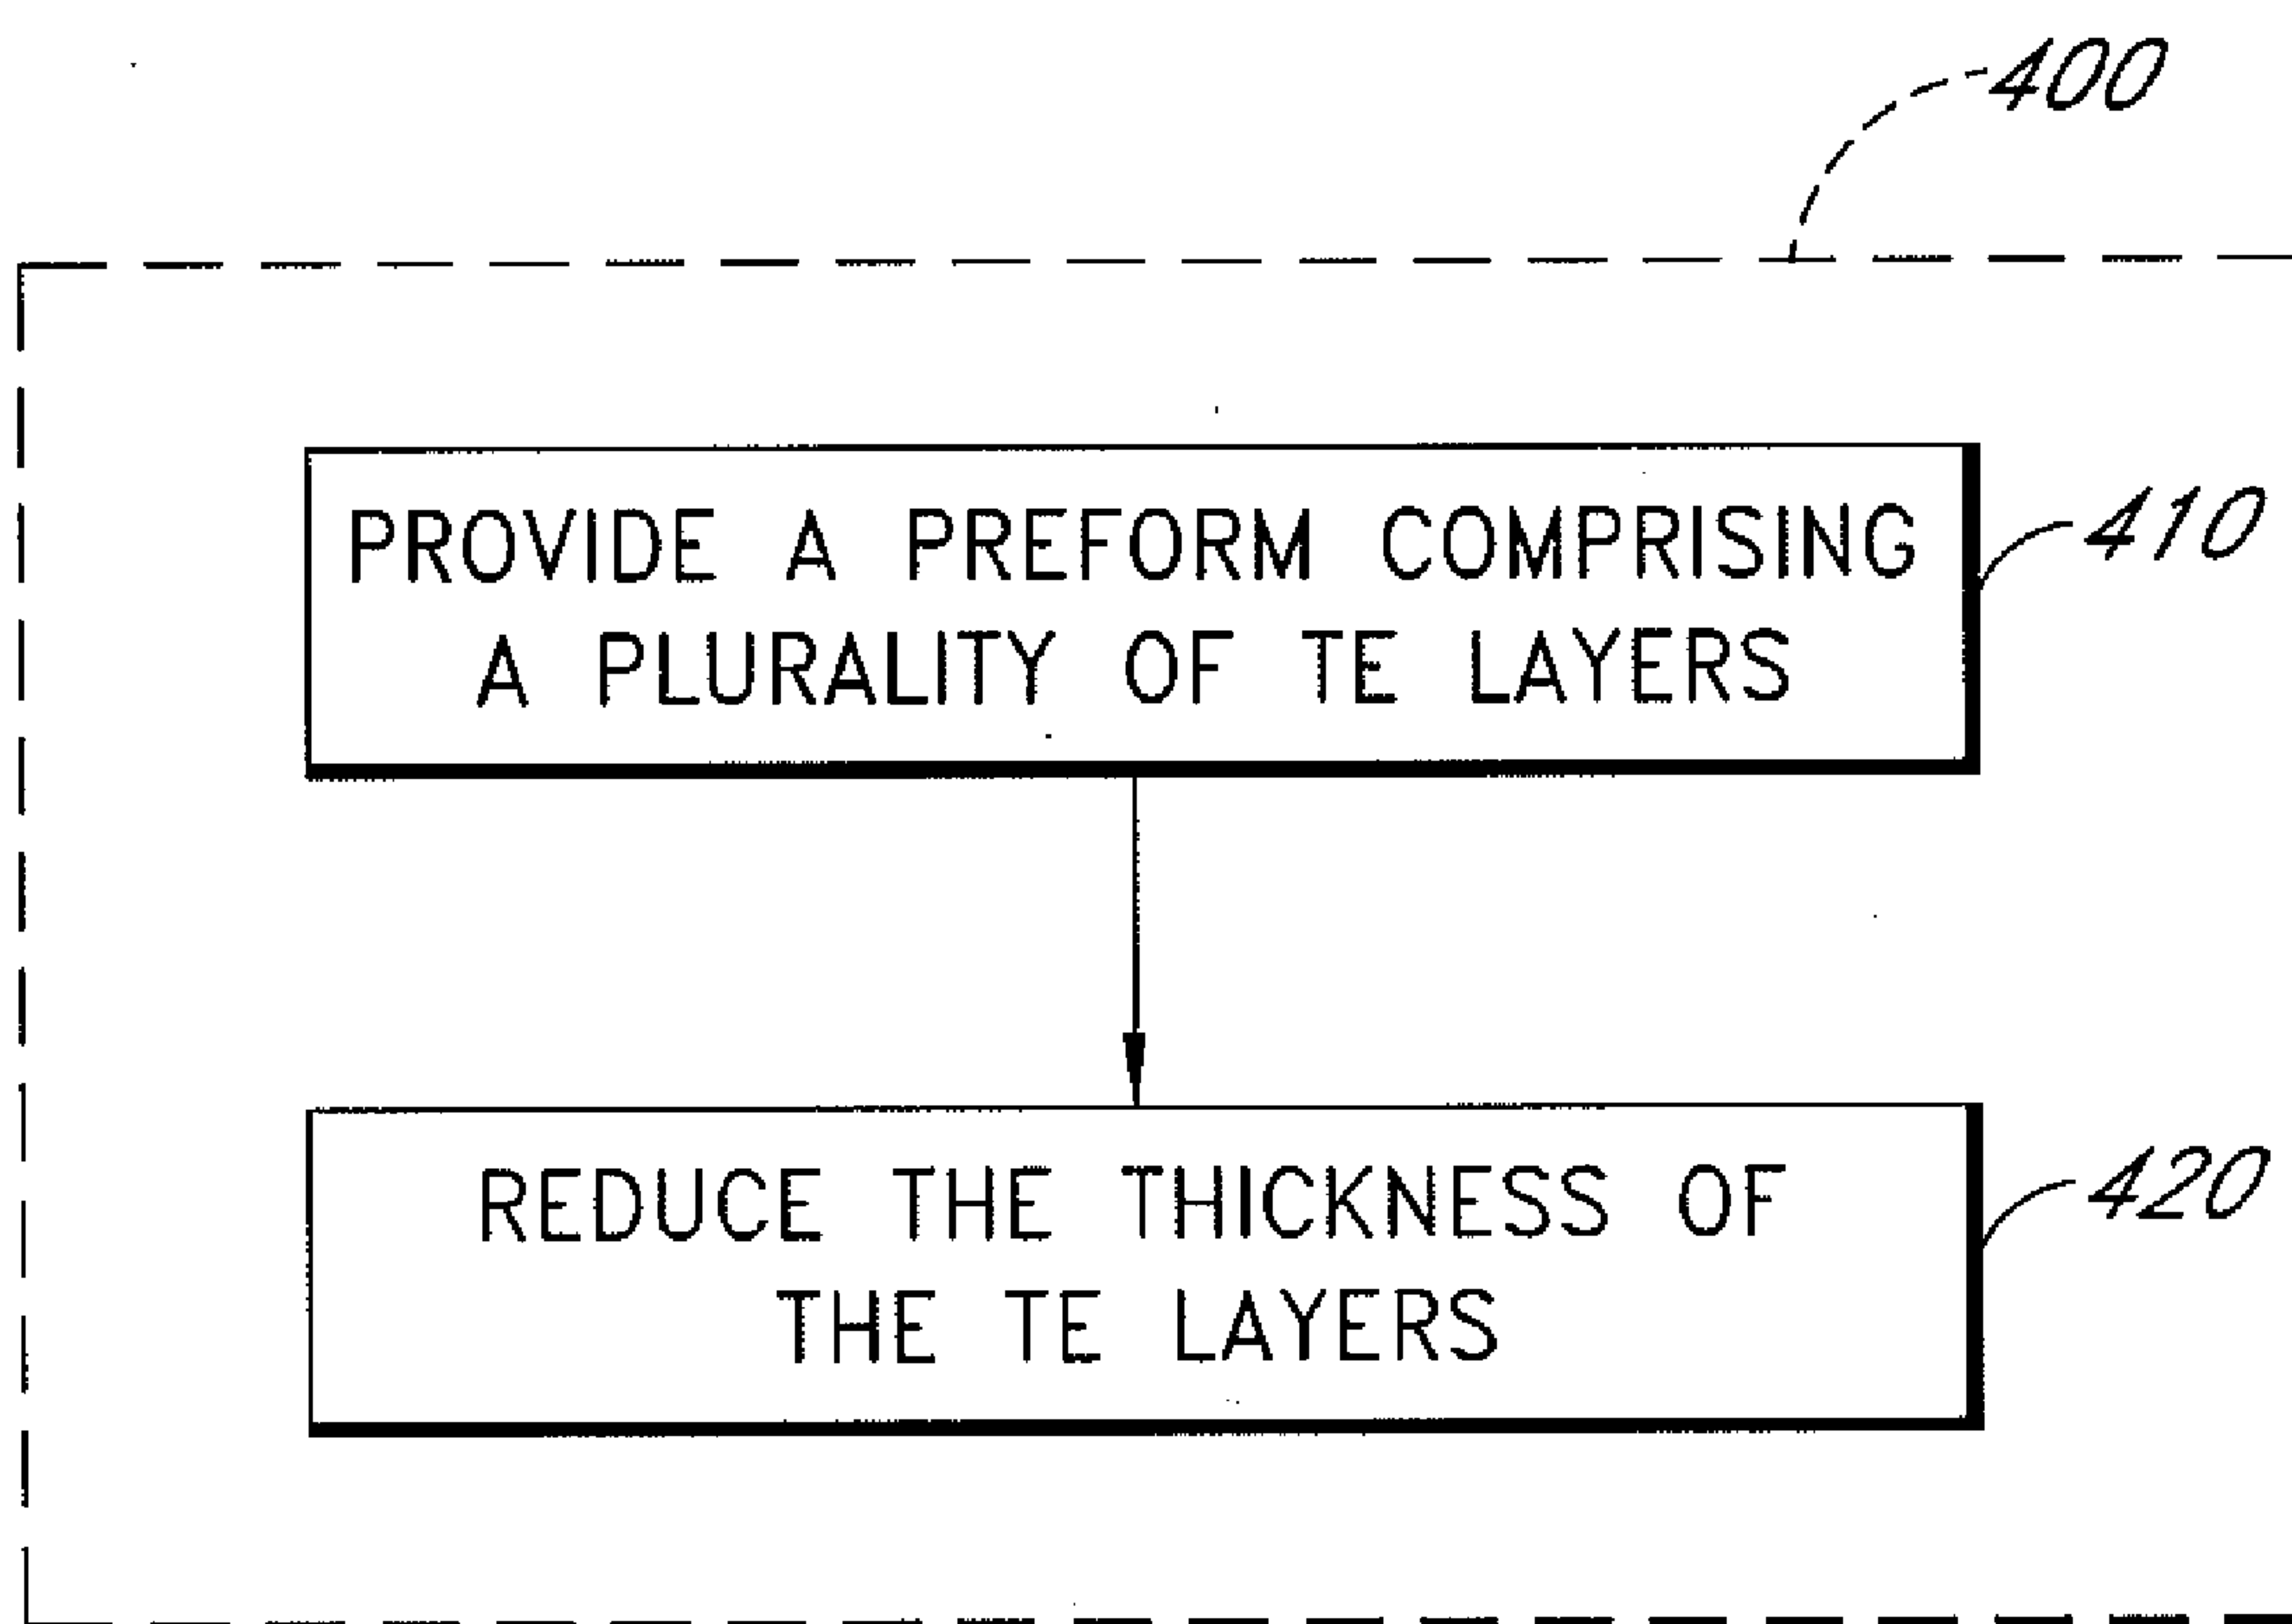 400
PROVIDE A PREFORM COMPRISING
A PLURALITY OF TE LAYERS
410
REDUCE THE THICKNESS OF
THE TE LAYERS
420